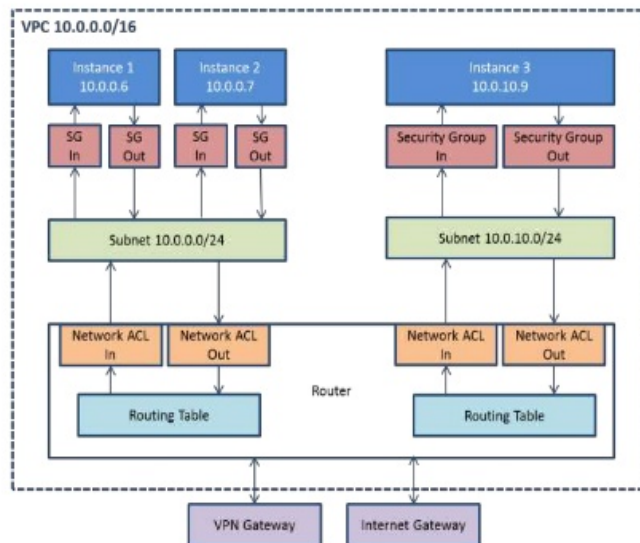 VPC 10.0.0.0/16
Instance 1
10.0.0.6
Instance 2
10.0.0.7
Instance 3
10.0.10.9
SG
In
SG
Out
SG
In
SG
Out
Security Group
In
Security Group
Out
Subnet 10.0.0.0/24
Subnet 10.0.10.0/24
Network ACL
In
Network ACL
Out
Network ACL
In
Network ACL
Out
Router
Routing Table
Routing Table
VPN Gateway
Internet Gateway